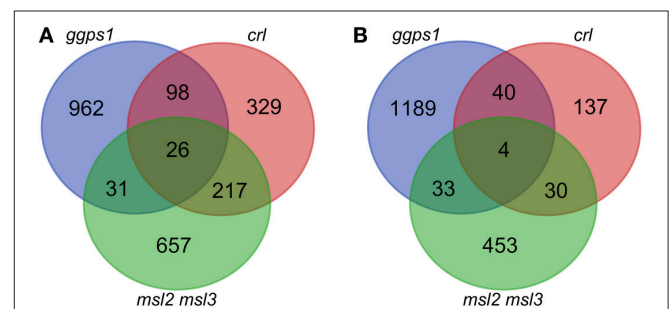 A ggps1 crl
962 98 329
26
31 217
657
msl2 msl3
B ggps1 crl
1189 40 137
4
33 30
453
msl2 msl3